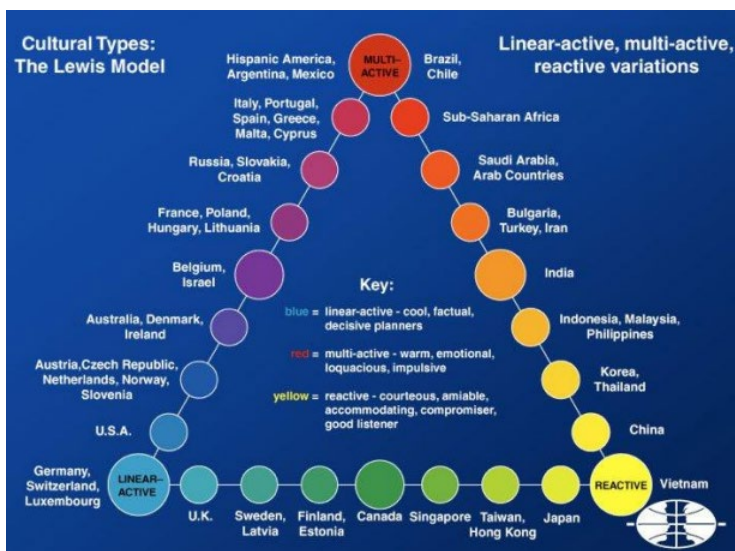 Cultural Types:
The Lewis Model
Linear-active, multi-active,
reactive variations
Hispanic America,
Argentina, Mexico
MULTI–
ACTIVE
Brazil,
Chile
Italy, Portugal,
Spain, Greece,
Malta, Cyprus
Sub-Saharan Africa
Russia, Slovakia,
Croatia
Saudi Arabia,
Arab Countries
France, Poland,
Hungary, Lithuania
Bulgaria,
Turkey, Iran
Belgium,
Israel
India
Key:
blue = linear-active - cool, factual,
decisive planners
red = multi-active - warm, emotional,
loquacious, impulsive
yellow = reactive - courteous, amiable,
accommodating, compromiser,
good listener
Australia, Denmark,
Ireland
Indonesia, Malaysia,
Philippines
Austria,Czech Republic,
Netherlands, Norway,
Slovenia
Korea,
Thailand
U.S.A.
China
Germany,
Switzerland,
Luxembourg
LINEAR–
ACTIVE
U.K.
Sweden,
Latvia
Finland,
Estonia
Canada
Singapore
Taiwan,
Hong Kong
Japan
REACTIVE
Vietnam